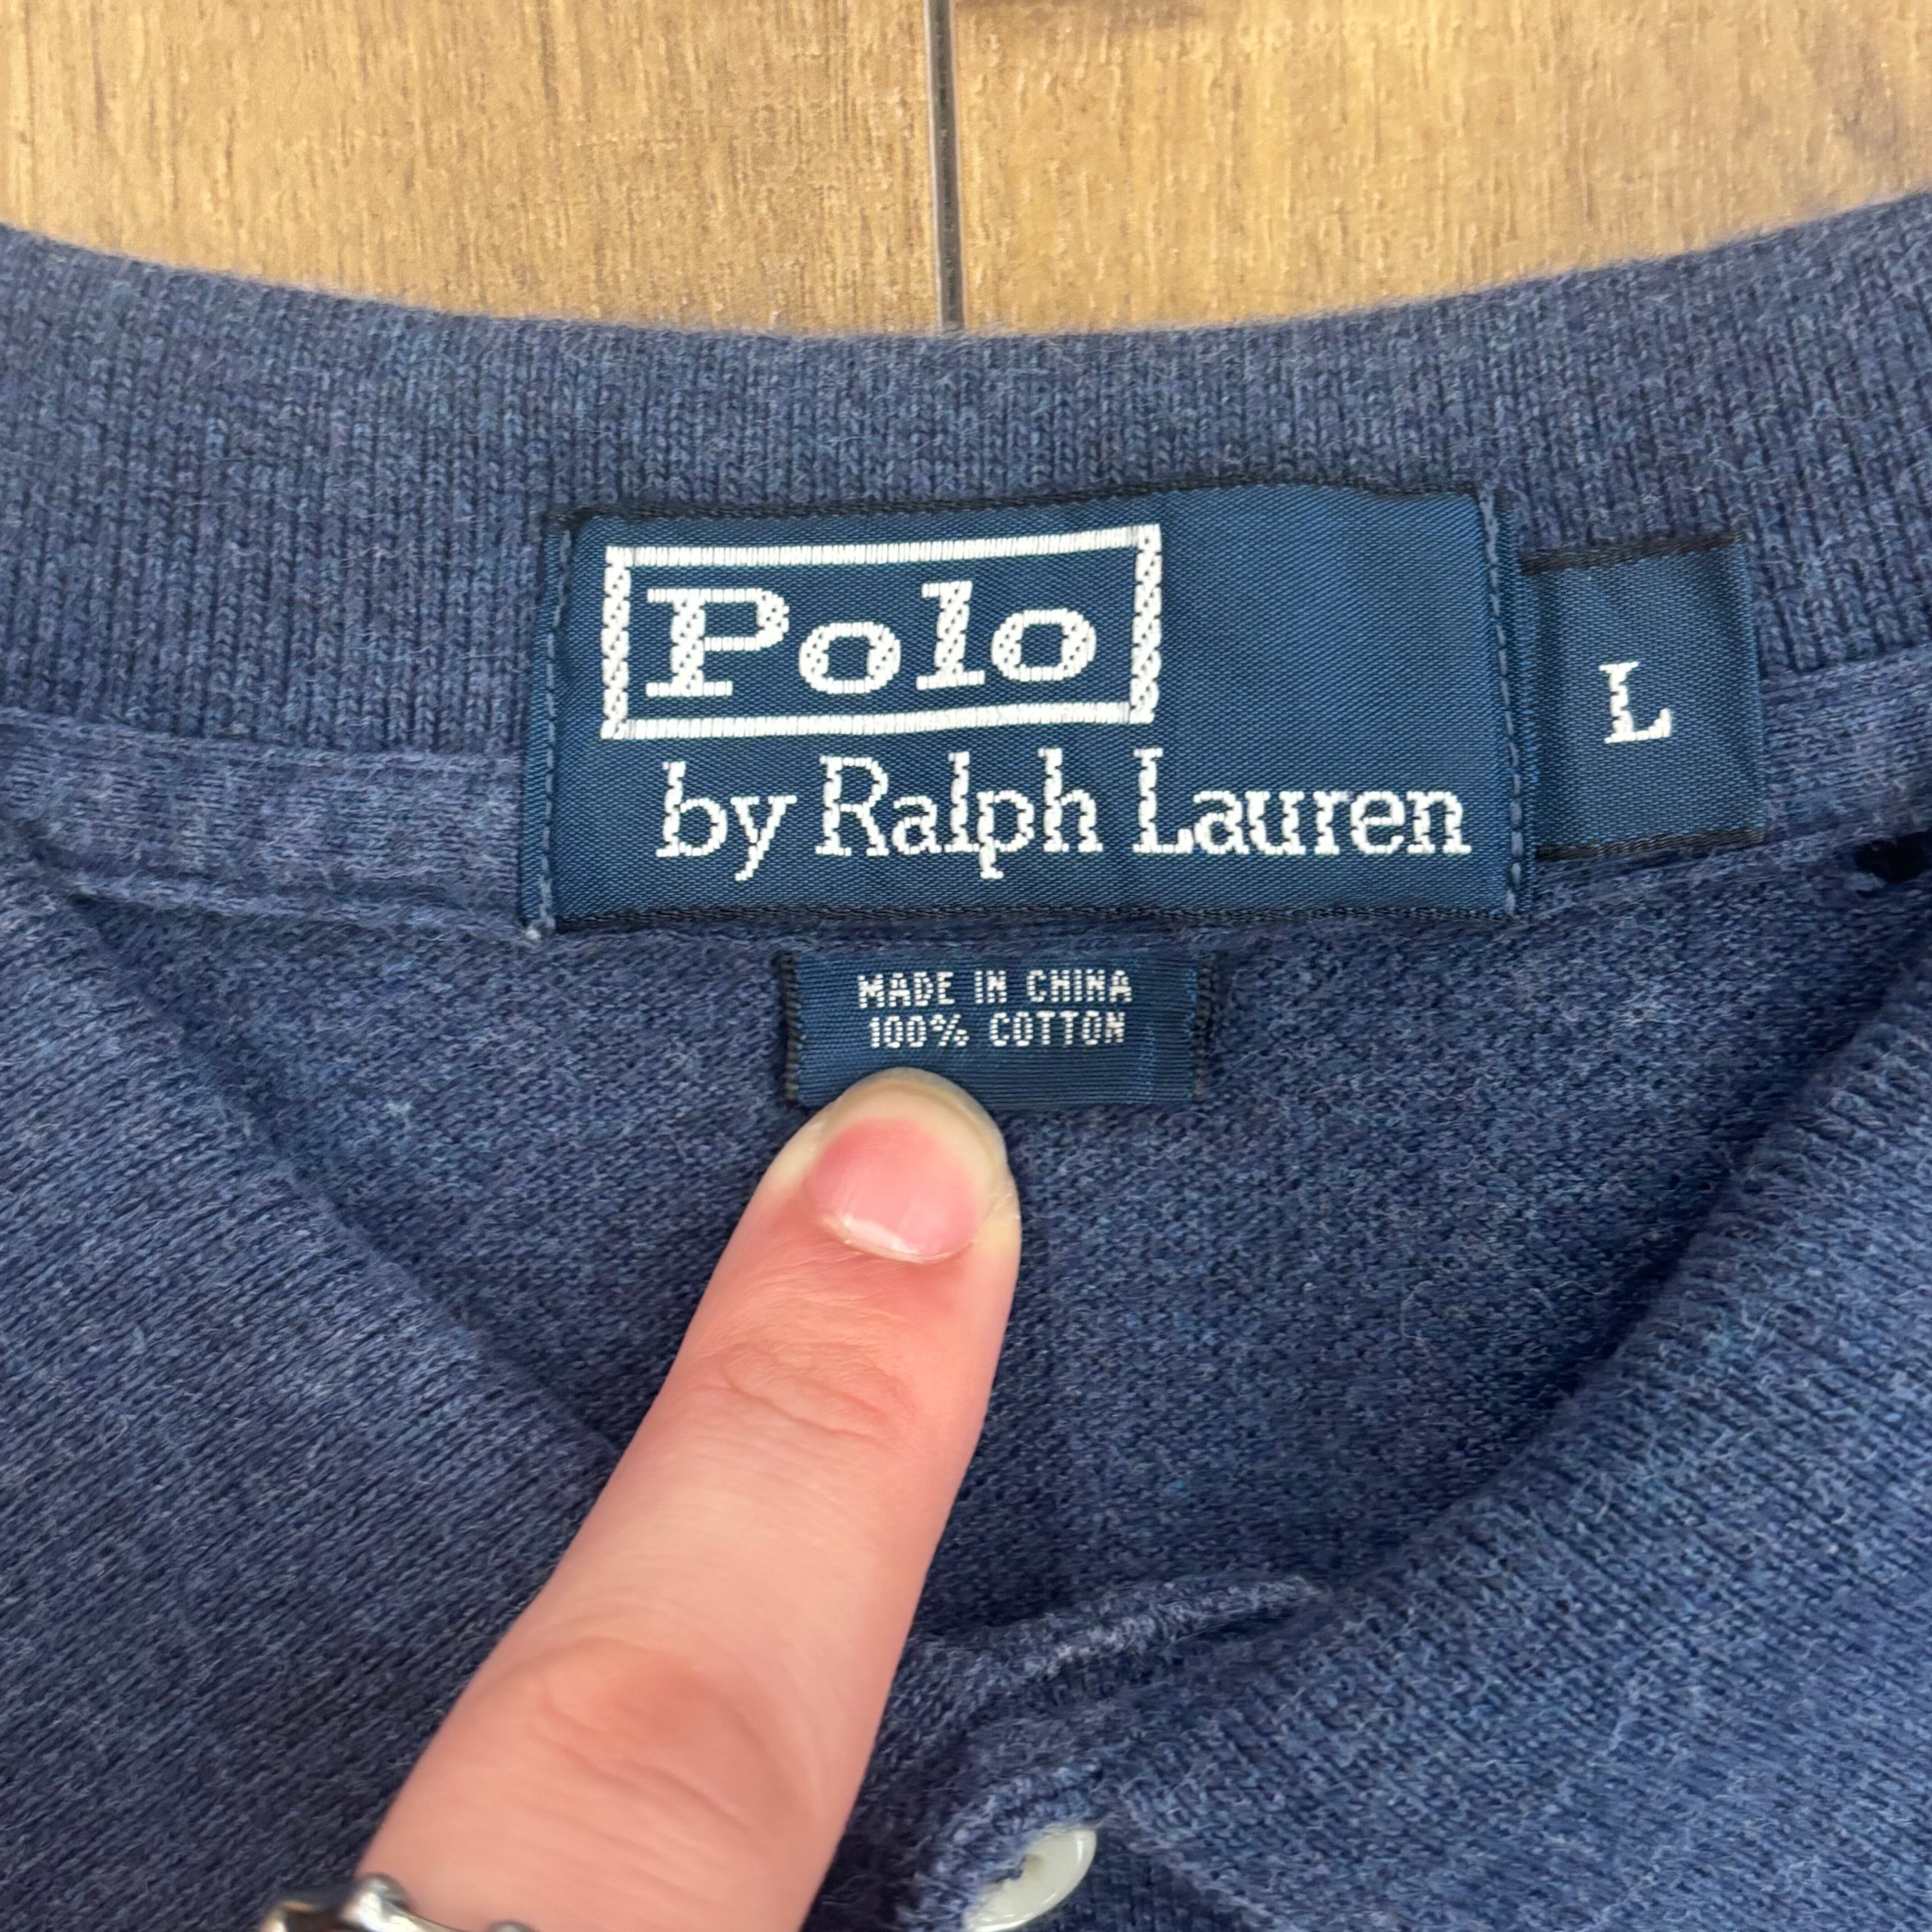 Polo
by Ralph Lauren
L
MADE IN CHINA
100% COTTON